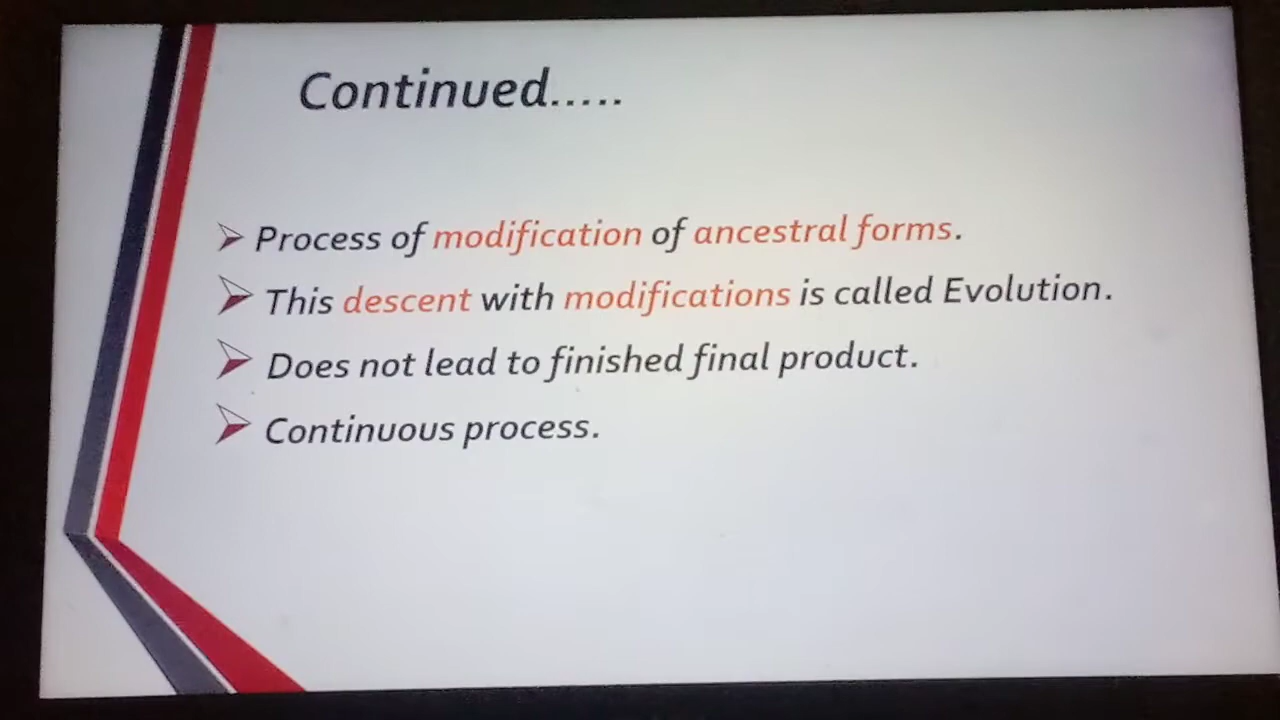 Continued.....
Process of modification of ancestral forms.
This descent with modifications is called Evolution.
Does not lead to finished final product.
Continuous process.